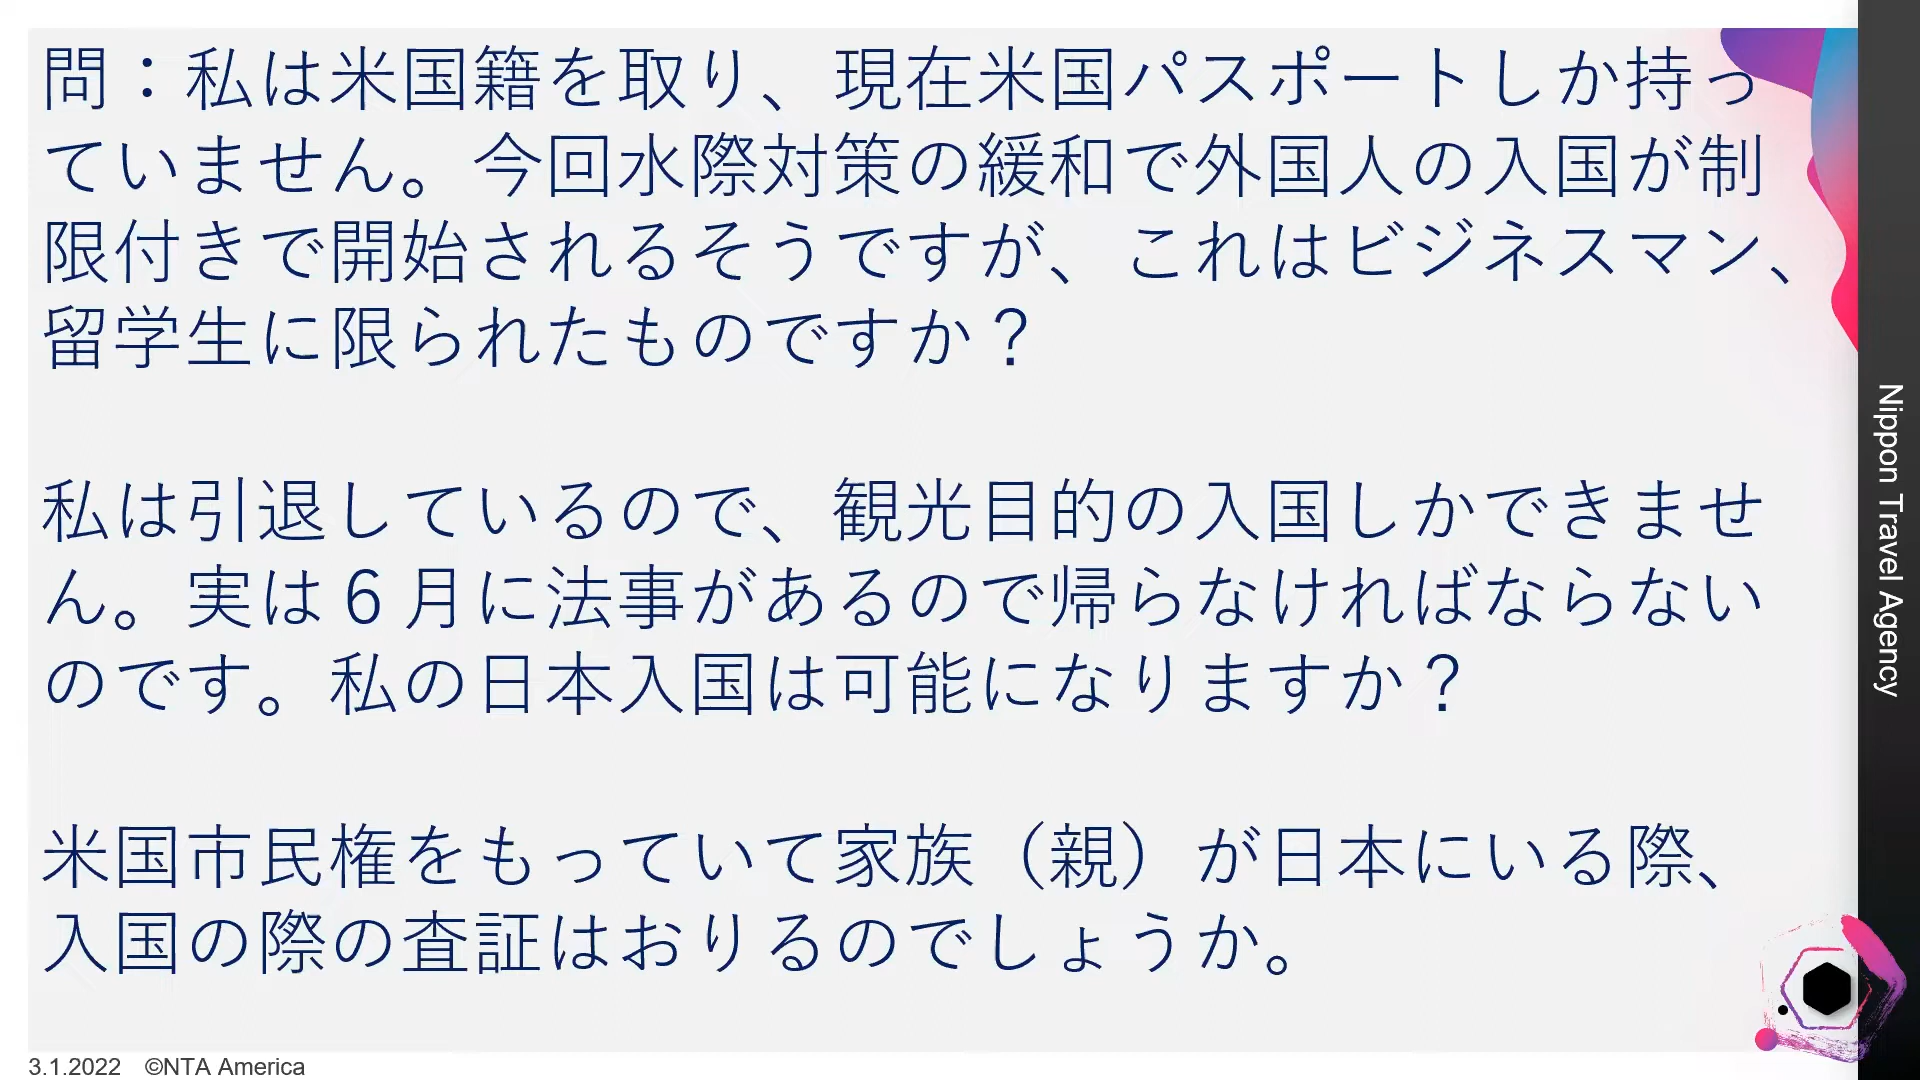 問：私は米国籍を取り、現在米国パスポートしか持っ
ていません。今回水際対策の緩和で外国人の入国が制
限付きで開始されるそうですが、これはビジネスマン、
留学生に限られたものですか？
私は引退しているので、観光目的の入国しかできませ
ん。実は６月に法事があるので帰らなければならない
のです。私の日本入国は可能になりますか？
米国市民権をもっていて家族（親）が日本にいる際、
入国の際の査証はおりるのでしょうか。
Nippon Travel Agency
3.1.2022 ©NTA America